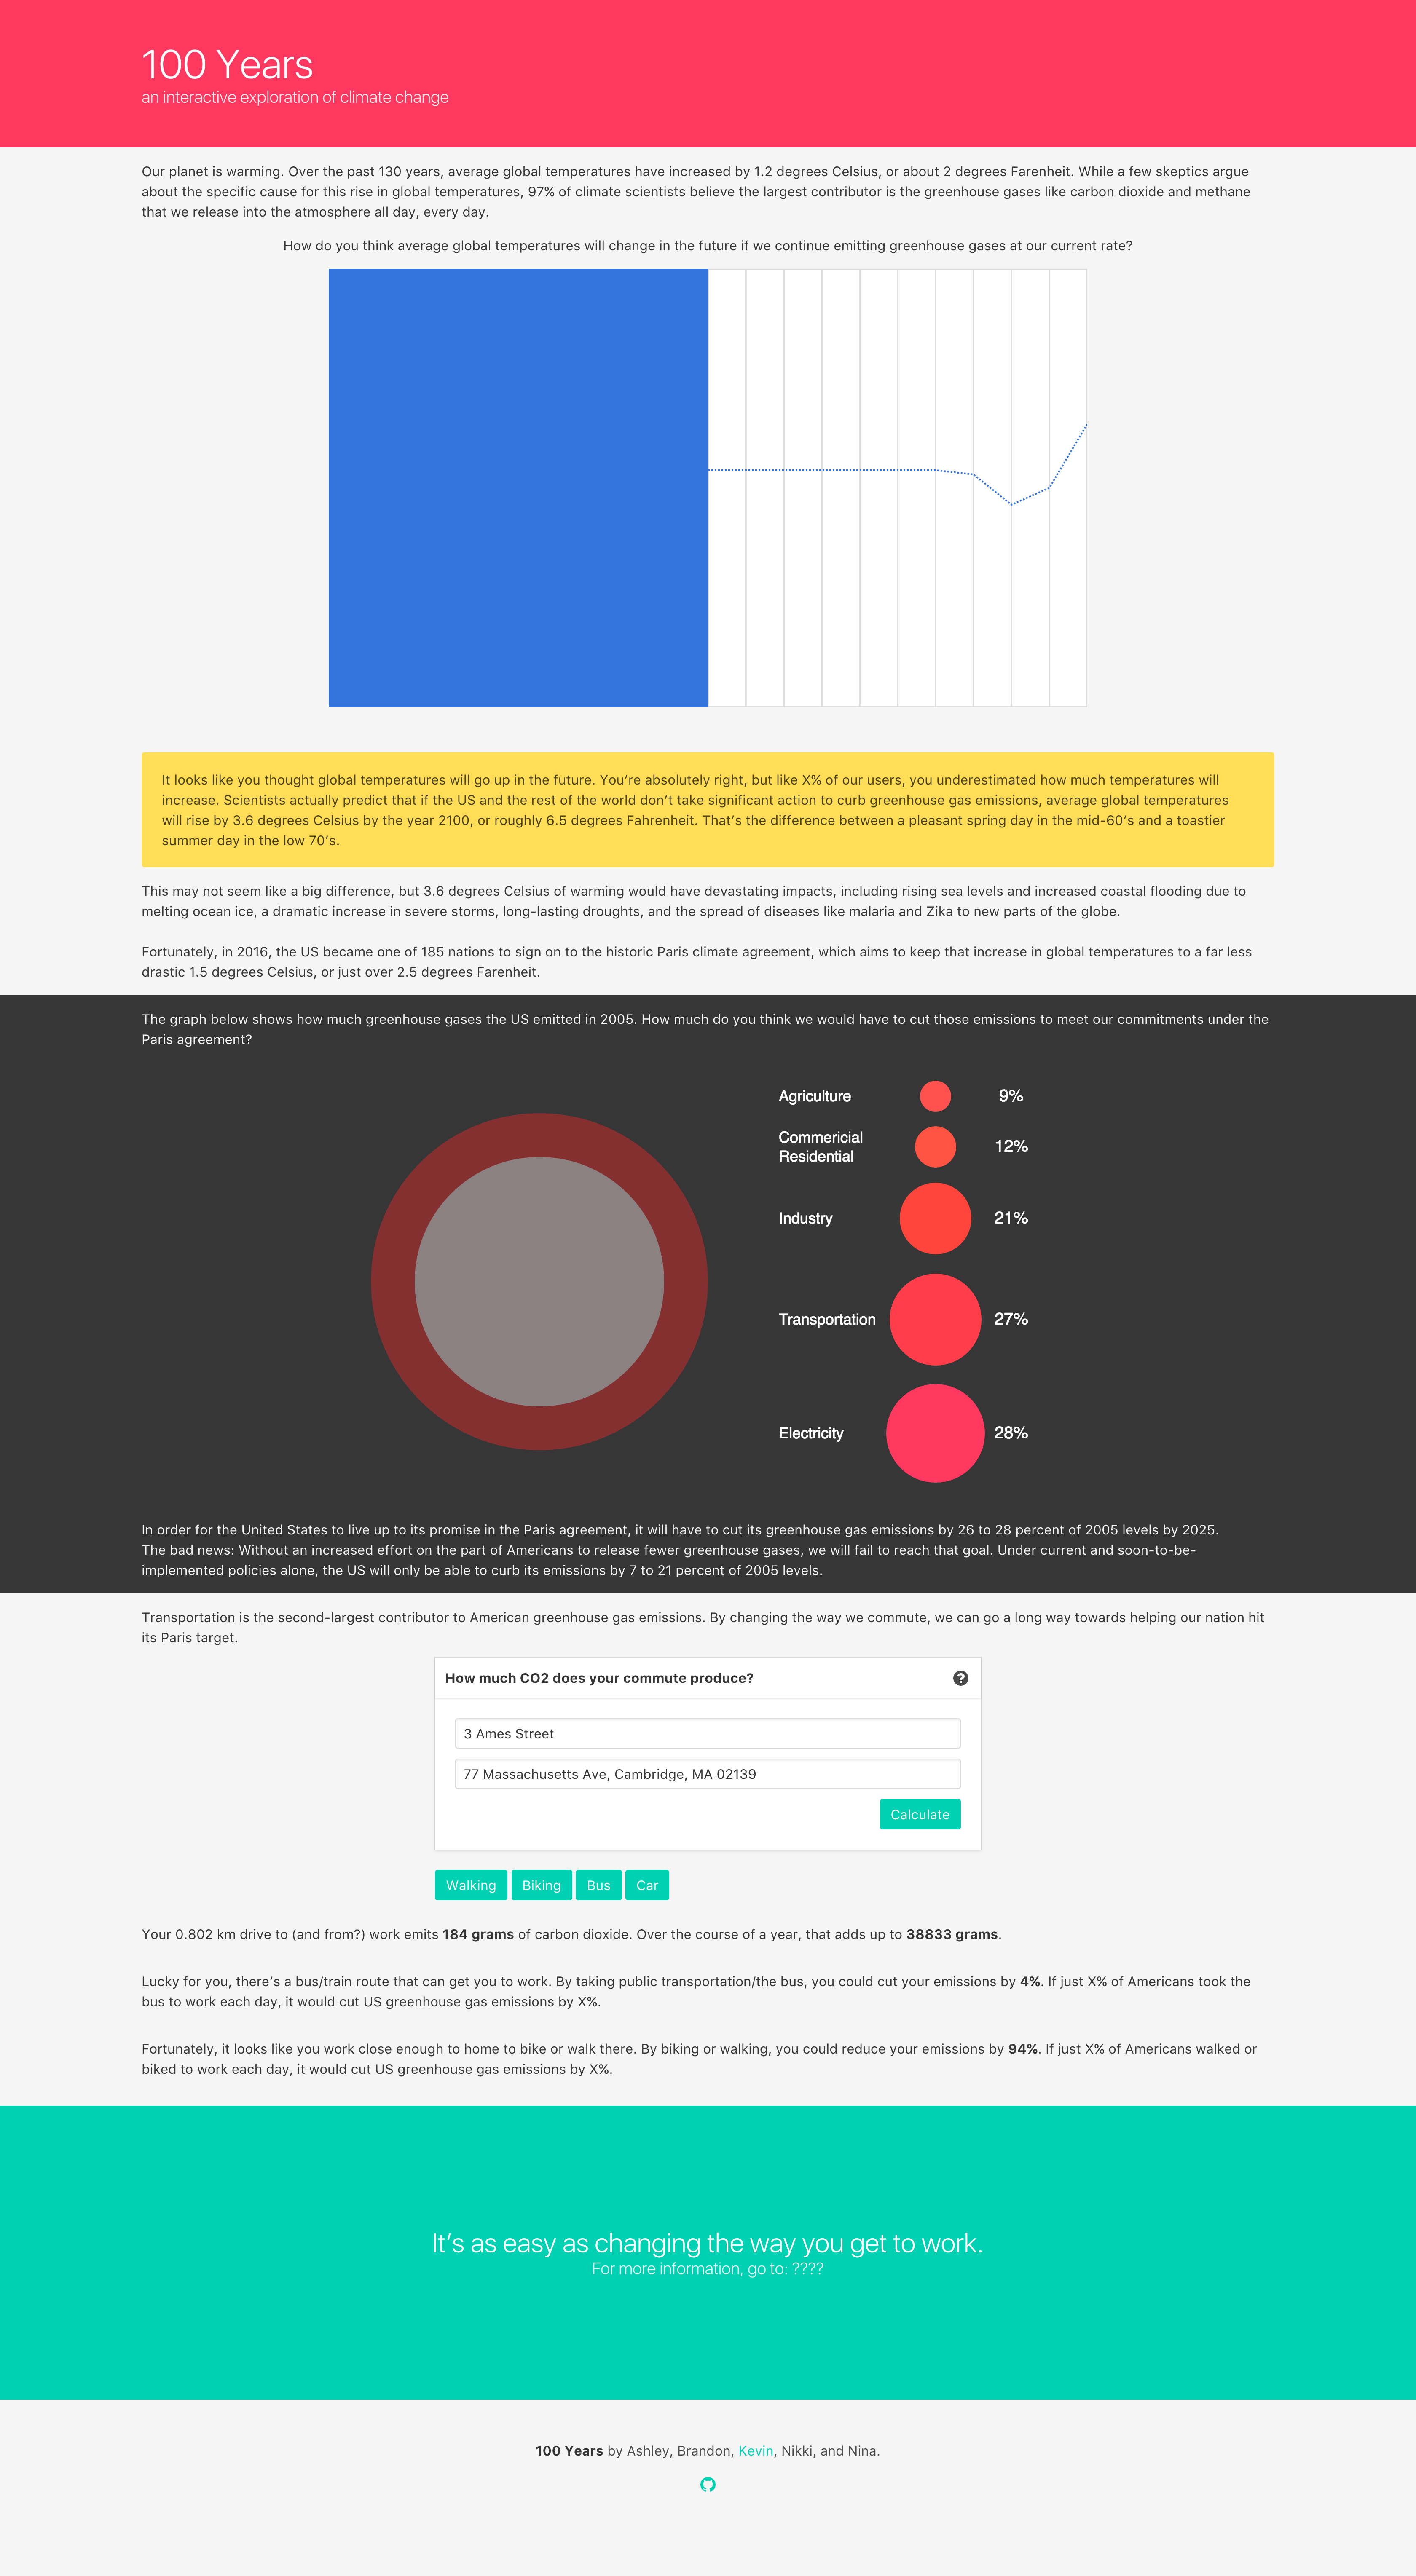 100 Years
an interactive exploration of climate change
Our planet is warming. Over the past 130 years, average global temperatures have increased by 1.2 degrees Celsius, or about 2 degrees Farenheit. While a few skeptics argue
about the specific cause for this rise in global temperatures, 97% of climate scientists believe the largest contributor is the greenhouse gases like carbon dioxide and methane
that we release into the atmosphere all day, every day.
How do you think average global temperatures will change in the future if we continue emitting greenhouse gases at our current rate?
It looks like you thought global temperatures will go up in the future. You’re absolutely right, but like X% of our users, you underestimated how much temperatures will
increase. Scientists actually predict that if the US and the rest of the world don’t take significant action to curb greenhouse gas emissions, average global temperatures
will rise by 3.6 degrees Celsius by the year 2100, or roughly 6.5 degrees Fahrenheit. That’s the difference between a pleasant spring day in the mid-60’s and a toastier
summer day in the low 70’s.
This may not seem like a big difference, but 3.6 degrees Celsius of warming would have devastating impacts, including rising sea levels and increased coastal flooding due to
melting ocean ice, a dramatic increase in severe storms, long-lasting droughts, and the spread of diseases like malaria and Zika to new parts of the globe.
Fortunately, in 2016, the US became one of 185 nations to sign on to the historic Paris climate agreement, which aims to keep that increase in global temperatures to a far less
drastic 1.5 degrees Celsius, or just over 2.5 degrees Farenheit.
The graph below shows how much greenhouse gases the US emitted in 2005. How much do you think we would have to cut those emissions to meet our commitments under the
Paris agreement?
Agriculture 9%
Commericial
Residential 12%
Industry 21%
Transportation 27%
Electricity 28%
In order for the United States to live up to its promise in the Paris agreement, it will have to cut its greenhouse gas emissions by 26 to 28 percent of 2005 levels by 2025.
The bad news: Without an increased effort on the part of Americans to release fewer greenhouse gases, we will fail to reach that goal. Under current and soon-to-be-
implemented policies alone, the US will only be able to curb its emissions by 7 to 21 percent of 2005 levels.
Transportation is the second-largest contributor to American greenhouse gas emissions. By changing the way we commute, we can go a long way towards helping our nation hit
its Paris target.
How much CO2 does your commute produce?
3 Ames Street
77 Massachusetts Ave, Cambridge, MA 02139
Calculate
Walking Biking Bus Car
Your 0.802 km drive to (and from?) work emits 184 grams of carbon dioxide. Over the course of a year, that adds up to 38833 grams.
Lucky for you, there’s a bus/train route that can get you to work. By taking public transportation/the bus, you could cut your emissions by 4%. If just X% of Americans took the
bus to work each day, it would cut US greenhouse gas emissions by X%.
Fortunately, it looks like you work close enough to home to bike or walk there. By biking or walking, you could reduce your emissions by 94%. If just X% of Americans walked or
biked to work each day, it would cut US greenhouse gas emissions by X%.
It’s as easy as changing the way you get to work.
For more information, go to: ????
100 Years by Ashley, Brandon, Kevin, Nikki, and Nina.